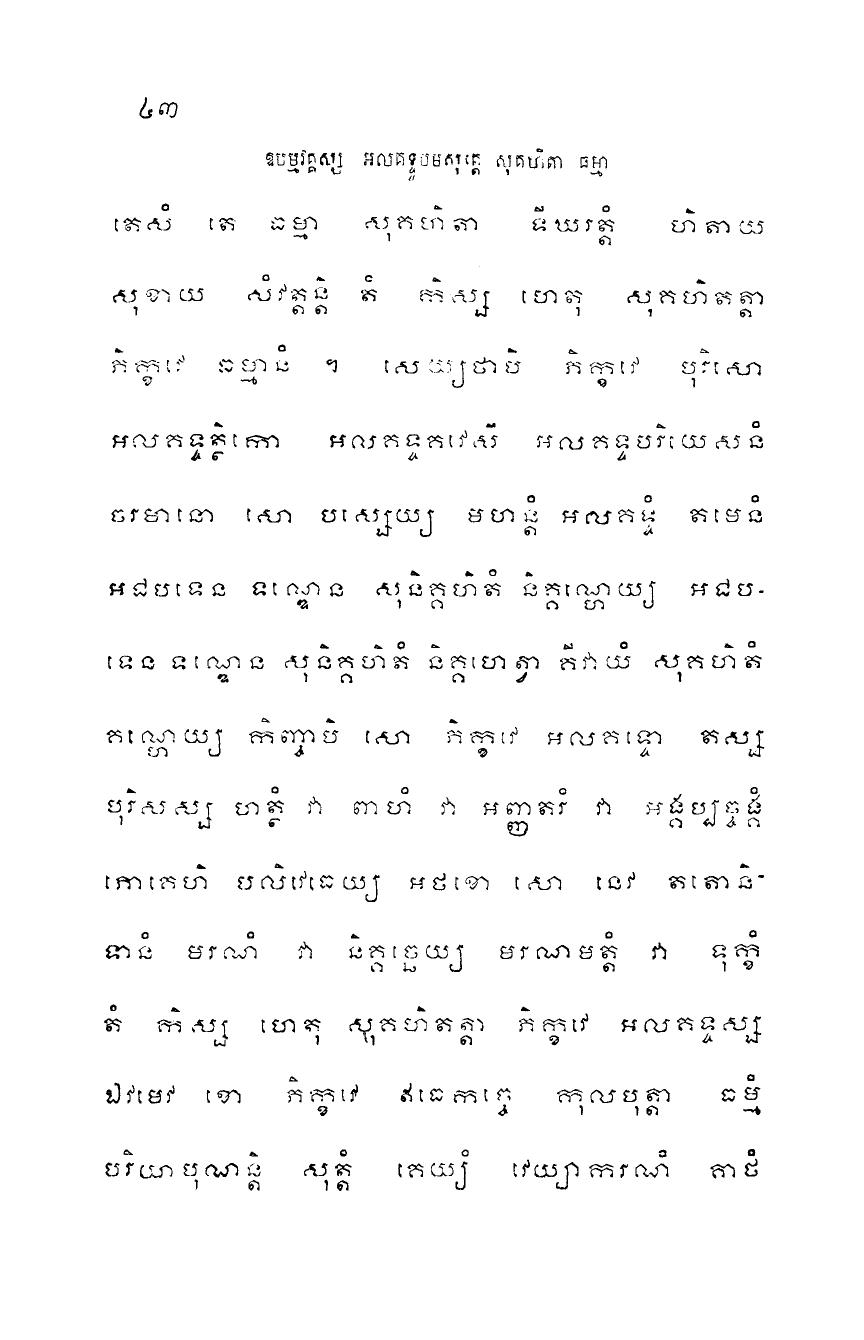 ៤៣
ឧបម្មវគ្គស្ស អលគទ្ទូបមសុត្តេ សុគហិតា ធម្មា
តេសំ តេ ធម្មា សុគហិតា ទីឃរត្តំ ហិតាយ
សុខាយ សំវត្តន្តិ តំ កិស្ស ហេតុ សុគហិតត្តា
ភិក្ខវេ ធម្មានំ ។ សេយ្យថាបិ ភិក្ខវេ បុរិសោ
អលគទ្ទត្ថិកោ អលគទ្ទគវេសី អលគទ្ទបរិយេសនំ
ចរមានោ សោ បស្សេយ្យ មហន្តំ អលគទ្ទំ តមេនំ
អជបទេន ទណ្ឌេន សុនិគ្គហិតំ និគ្គណ្ហេយ្យ អជប-
ទេន ទណ្ឌេន សុនិគ្គហិតំ និគ្គហេត្វា គីវាយំ សុគហិតំ
គណ្ហេយ្យ កិញ្ចាបិ សោ ភិក្ខវេ អលគទ្ទោ តស្ស
បុរិសស្ស ហត្ថំ វា ពាហំ វា អញ្ញតរំ វា អង្គប្បច្ចង្គំ
ភោគេហិ បលិវេធេយ្យ អថខោ សោ នេវ តតោនិ-
ទានំ មរណំ វា និគ្គច្ឆេយ្យ មរណមត្តំ វា ទុក្ខំ
តំ កិស្ស ហេតុ សុគហិតត្តា ភិក្ខវេ អលគទ្ទស្ស
ឯវមេវ ខោ ភិក្ខវេ ឥធេកច្ចេ កុលបុត្តា ធម្មំ
បរិយាបុណន្តិ សុត្តំ គេយ្យំ វេយ្យាករណំ គាថំ